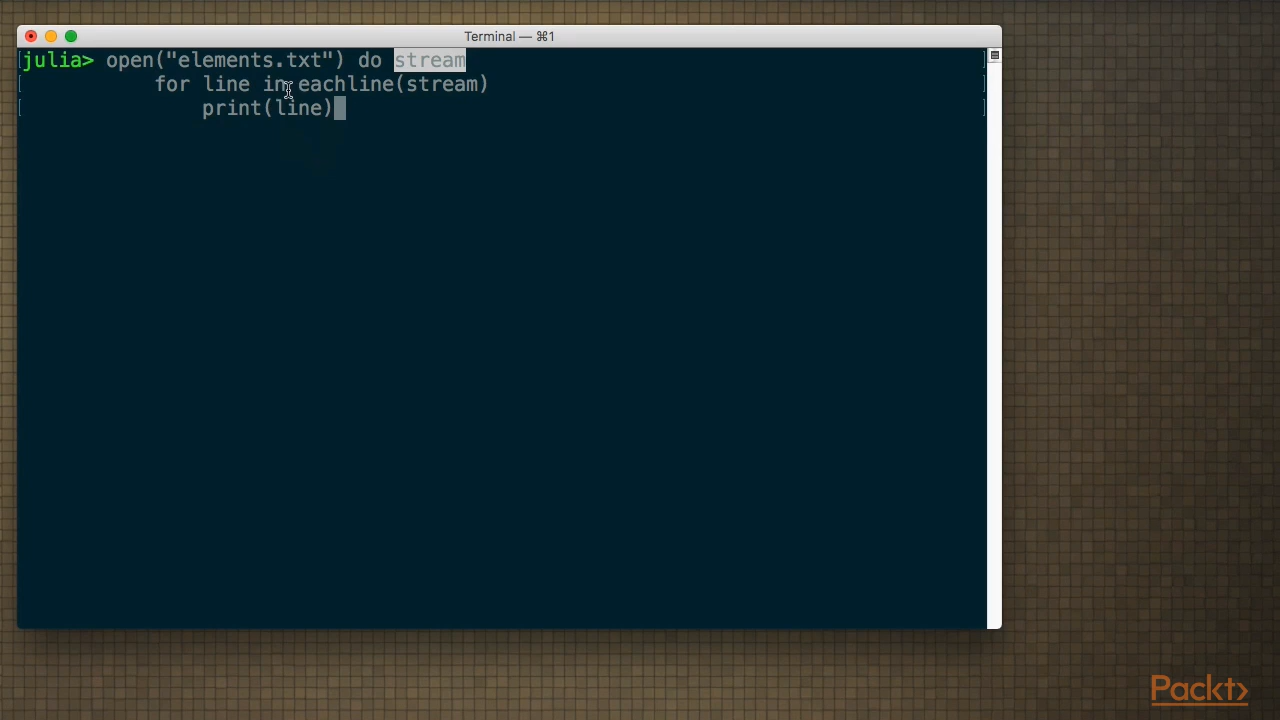 Terminal — ⌘1
julia> open("elements.txt") do stream
for line in eachline(stream)
print(line)
Packt>